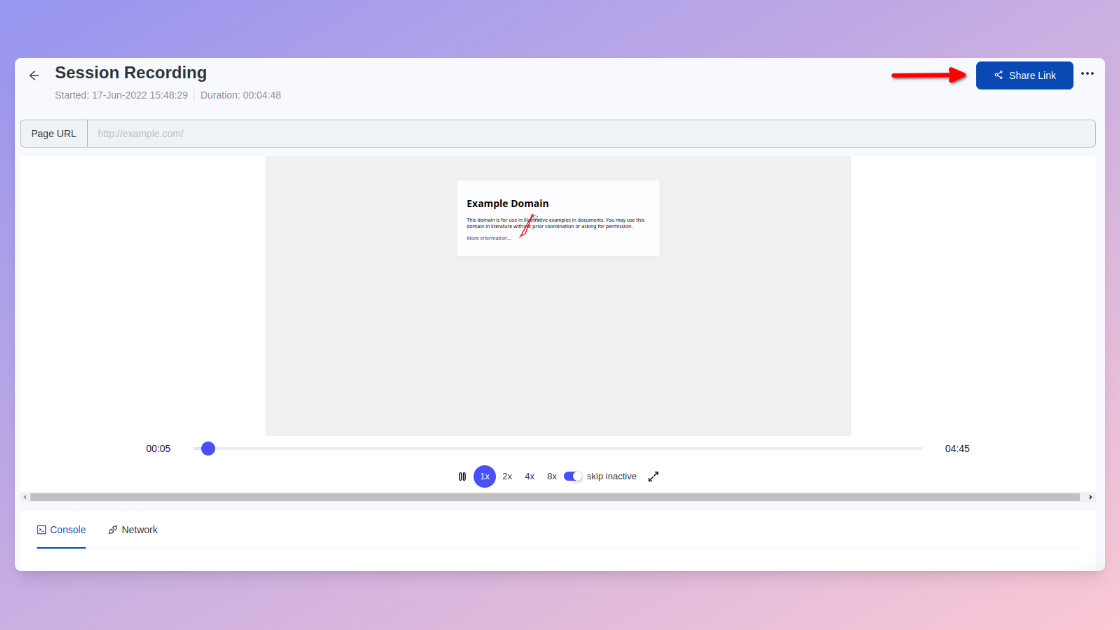 Session Recording
Share Link
Started: 17-Jun-2022 15:48:29 | Duration: 00:04:48
Page URL http://example.com/
Example Domain
This domain is for use in illustrative examples in documents. You may use this
domain in literature without prior coordination or asking for permission.
More information...
00:05 04:45
1x 2x 4x 8x skip inactive
Console Network